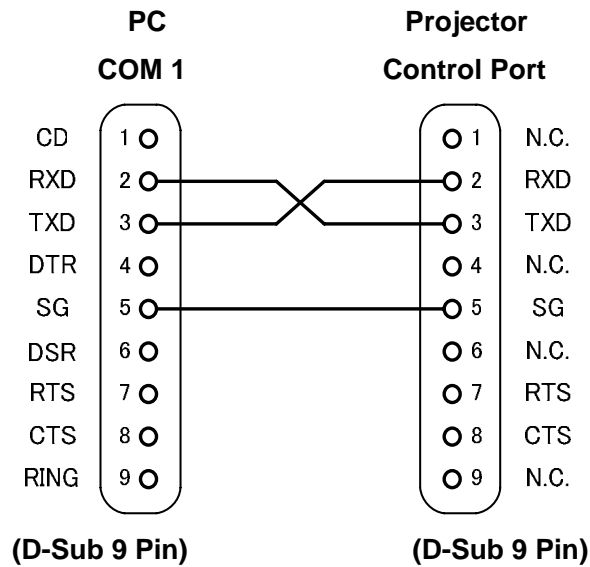 PC Projector
COM 1 Control Port
CD 1 1 N.C.
RXD 2 2 RXD
TXD 3 3 TXD
DTR 4 4 N.C.
SG 5 5 SG
DSR 6 6 N.C.
RTS 7 7 RTS
CTS 8 8 CTS
RING 9 9 N.C.
(D-Sub 9 Pin) (D-Sub 9 Pin)